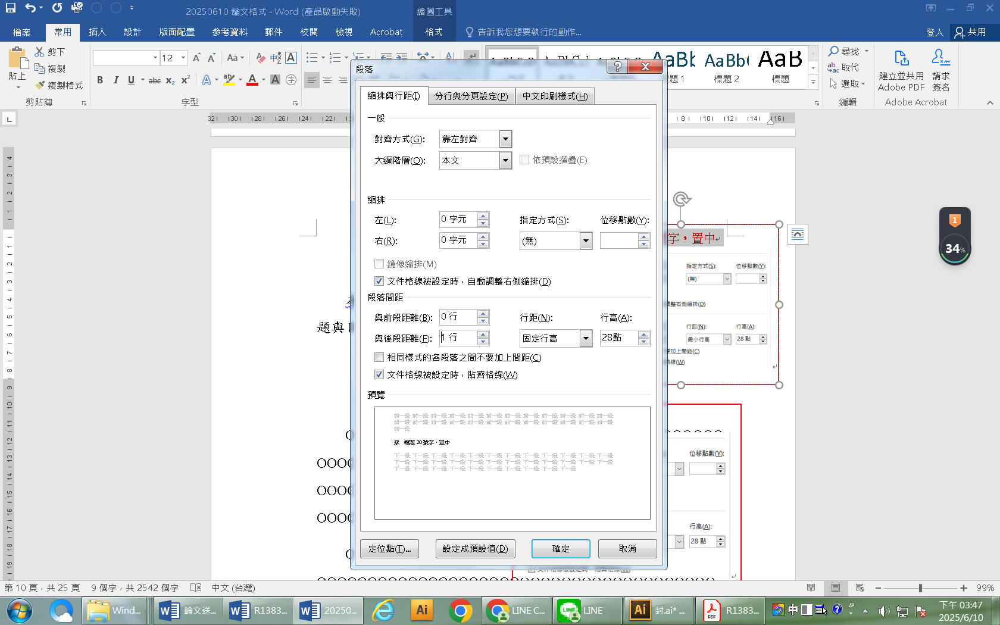 20250610 論文格式 - Word (產品啟動失敗)
繪圖工具
檔案
常用
插入
設計
版面配置
參考資料
郵件
校閱
檢視
Acrobat
格式
告訴我您想要執行的動作...
登入
共用
貼上
剪下
複製
複製格式
剪貼簿
12
Aa
B I U abc x₂ x²
字型
AaBb(
AaB
題 1
標題 2
標題
尋找
取代
選取
編輯
建立並共用
Adobe PDF
請求
簽名
Adobe Acrobat
段落
縮排與行距(I)
分行與分頁設定(P)
中文印刷樣式(H)
一般
對齊方式(G):
靠左對齊
大綱階層(O):
本文
依預設摺疊(E)
縮排
左(L):
0 字元
指定方式(S):
位移點數(Y):
右(R):
0 字元
(無)
鏡像縮排(M)
文件格線被設定時，自動調整右側縮排(D)
段落間距
與前段距離(B):
0 行
行距(N):
行高(A):
與後段距離(F):
1 行
固定行高
28點
相同樣式的各段落之間不要加上間距(C)
文件格線被設定時，貼齊格線(W)
預覽
前一段 前一段 前一段 前一段 前一段 前一段 前一段 前一段 前一段 前一段 前一段 前一段
前一段 前一段 前一段 前一段 前一段 前一段 前一段 前一段 前一段 前一段 前一段 前一段
前一段
標題 20 號字，置中
下一段 下一段 下一段 下一段 下一段 下一段 下一段 下一段 下一段 下一段 下一段 下一段
下一段 下一段 下一段 下一段 下一段 下一段 下一段 下一段 下一段 下一段 下一段 下一段
下一段 下一段 下一段 下一段 下一段 下一段 下一段 下一段 下一段 下一段
定位點(T)...
設定成預設值(D)
確定
取消
字，置中
指定方式(S):
位移點數(Y):
(無)
調整右側縮排(D)
行距(N):
行高(A):
最小行高
28 點
要加上間距(C)
格線(W)
題與
位移點數(Y):
行高(A):
28 點
OOOO
OOOO
OOOO
34%
1
第 10 頁，共 25 頁
9 個字，共 2542 個字
中文 (台灣)
99%
Wind...
論文送...
R1383...
20250...
LINE C...
LINE
封.ai* ...
R1383...
中
下午 03:47
2025/6/10